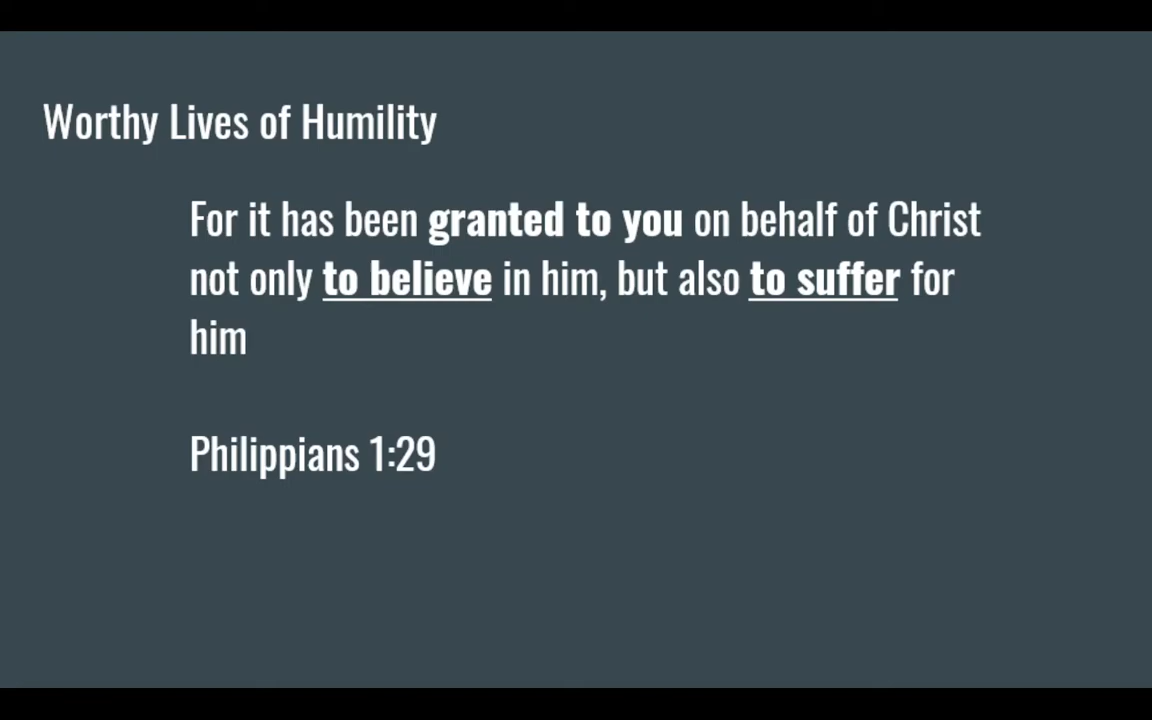 Worthy Lives of Humility
For it has been granted to you on behalf of Christ
not only to believe in him, but also to suffer for
him
Philippians 1:29